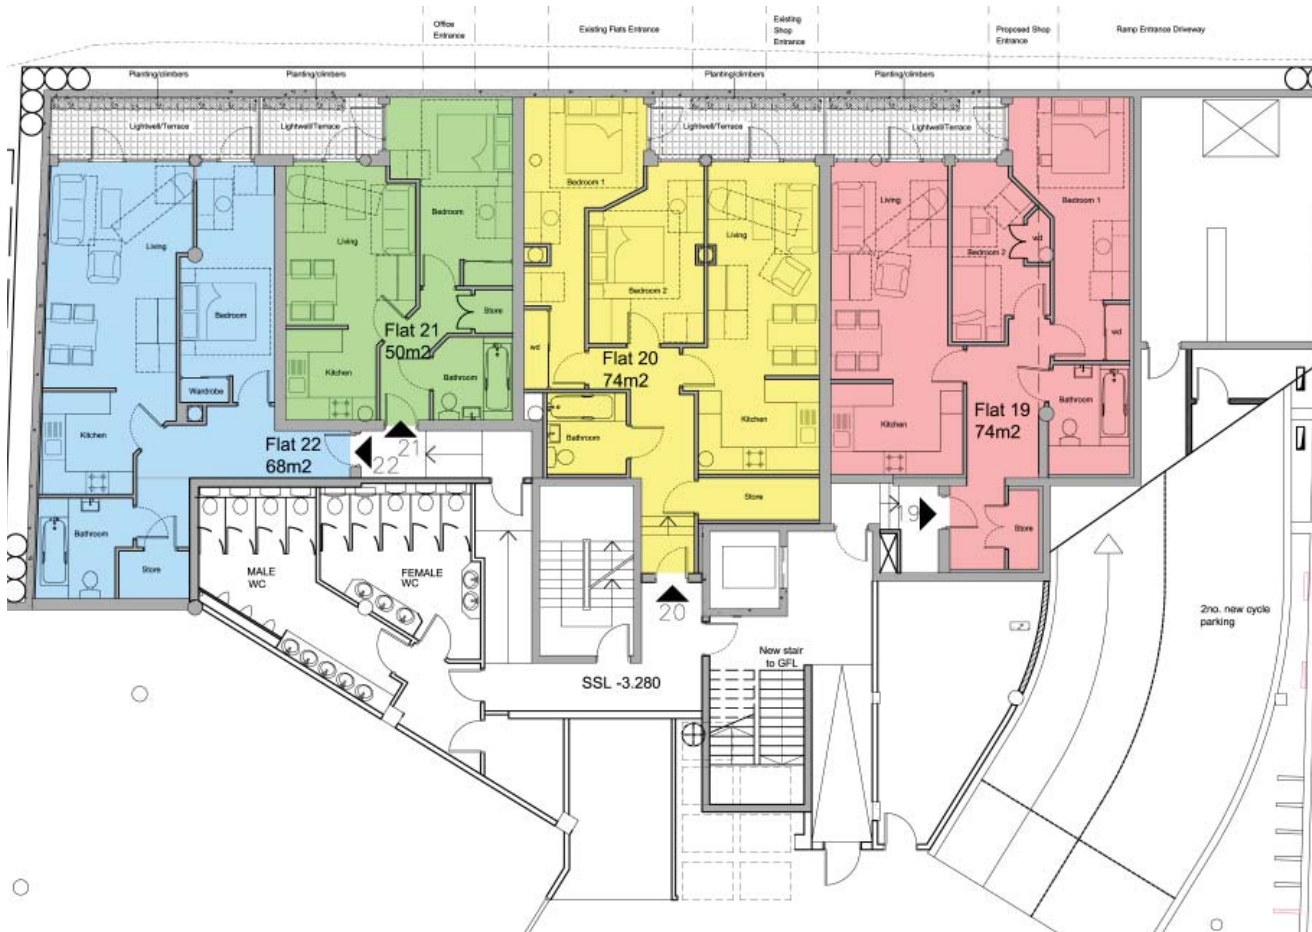 Office
Entrance
Existing Flats Entrance
Existing
Shop
Entrance
Proposed Shop
Entrance
Ramp Entrance Driveway
Planting/climbers
Planting/climbers
Planting/climbers
Planting/climbers
Lightwell/Terrace
Lightwell/Terrace
Lightwell/Terrace
Lightwell/Terrace
Living
Bedroom
Wardrobe
Kitchen
Flat 22
68m2
Bathroom
Store
Living
Bedroom
Store
Flat 21
50m2
Kitchen
Bathroom
21
22
Bedroom 1
Bedroom 2
Living
wd
Flat 20
74m2
Kitchen
Bathroom
Store
20
Living
Bedroom 2
wd
Bedroom 1
wd
Flat 19
74m2
Kitchen
Bathroom
Store
19
MALE
WC
FEMALE
WC
SSL -3.280
New stair
to GFL
2no. new cycle
parking